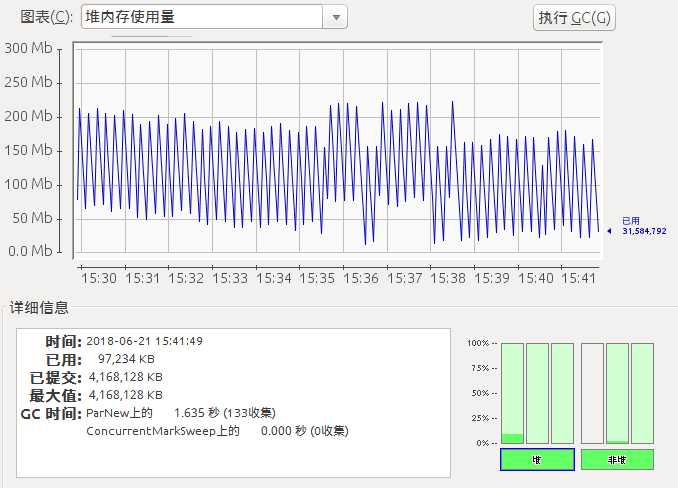 图表(C): 堆内存使用量 执行 GC(G)
300 Mb
250 Mb
200 Mb
150 Mb
100 Mb
50 Mb
0.0 Mb
已用
31,584,792
15:30 15:31 15:32 15:33 15:34 15:35 15:36 15:37 15:38 15:39 15:40 15:41
详细信息
时间: 2018-06-21 15:41:49
已用: 97,234 KB
已提交: 4,168,128 KB
最大值: 4,168,128 KB
GC 时间: ParNew上的 1.635 秒 (133收集)
ConcurrentMarkSweep上的 0.000 秒 (0收集)
100% --
75% --
50% --
25% --
0% --
堆 非堆